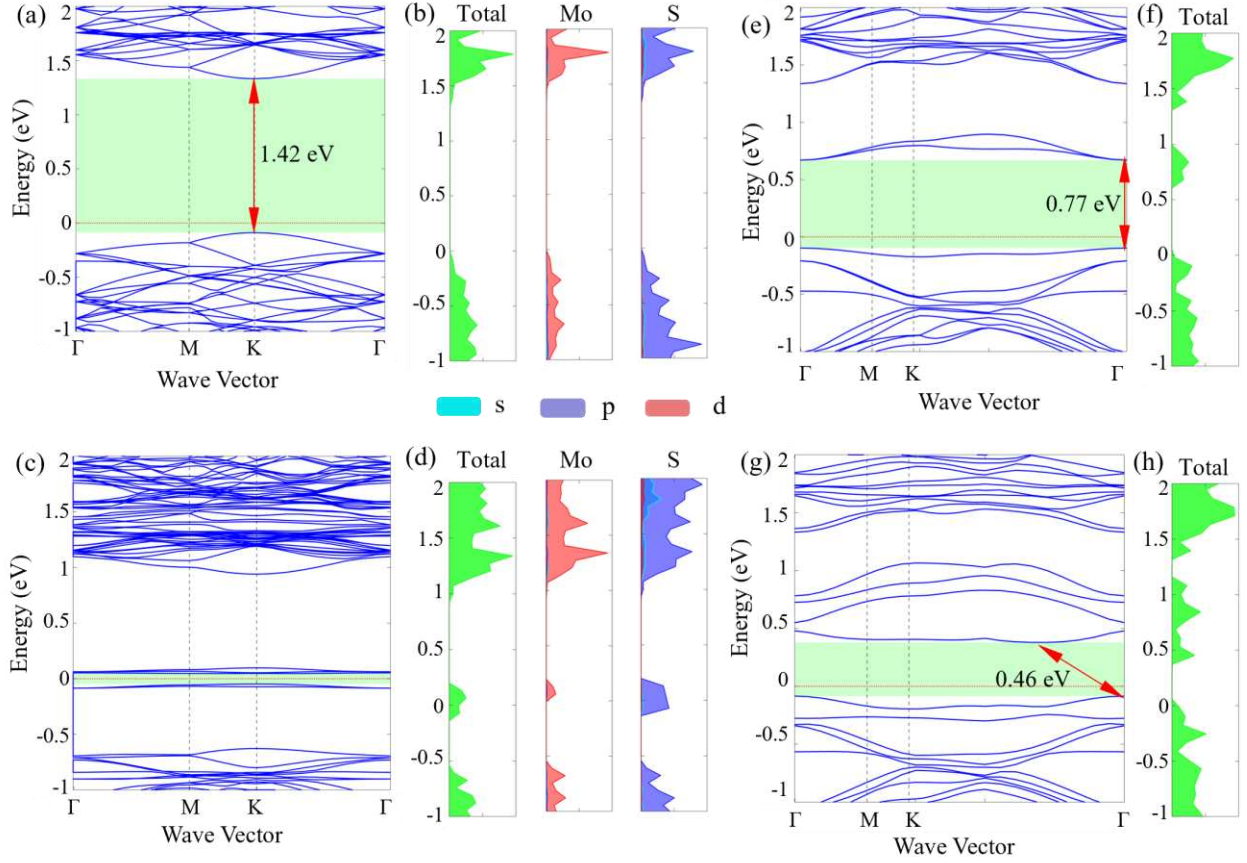 (a)
2
1.5
1
0.5
0
-0.5
-1
Energy (eV)
1.42 eV
Γ M K Γ
Wave Vector
(b)
Total Mo S
2
1.5
1
0.5
0
-0.5
-1
(e)
2
1.5
1
0.5
0
-0.5
-1
Energy (eV)
0.77 eV
Γ M K Γ
Wave Vector
(f)
Total
2
1.5
1
0.5
0
-0.5
-1
s p d
(c)
2
1.5
1
0
-0.5
-1
Energy (eV)
Γ M K Γ
Wave Vector
(d)
Total Mo S
2
1.5
1
0.5
0
-0.5
-1
(g)
2
1.5
1
0.5
0
-0.5
-1
Energy (eV)
0.46 eV
Γ M K Γ
Wave Vector
(h)
Total
2
1.5
1
0.5
0
-0.5
-1